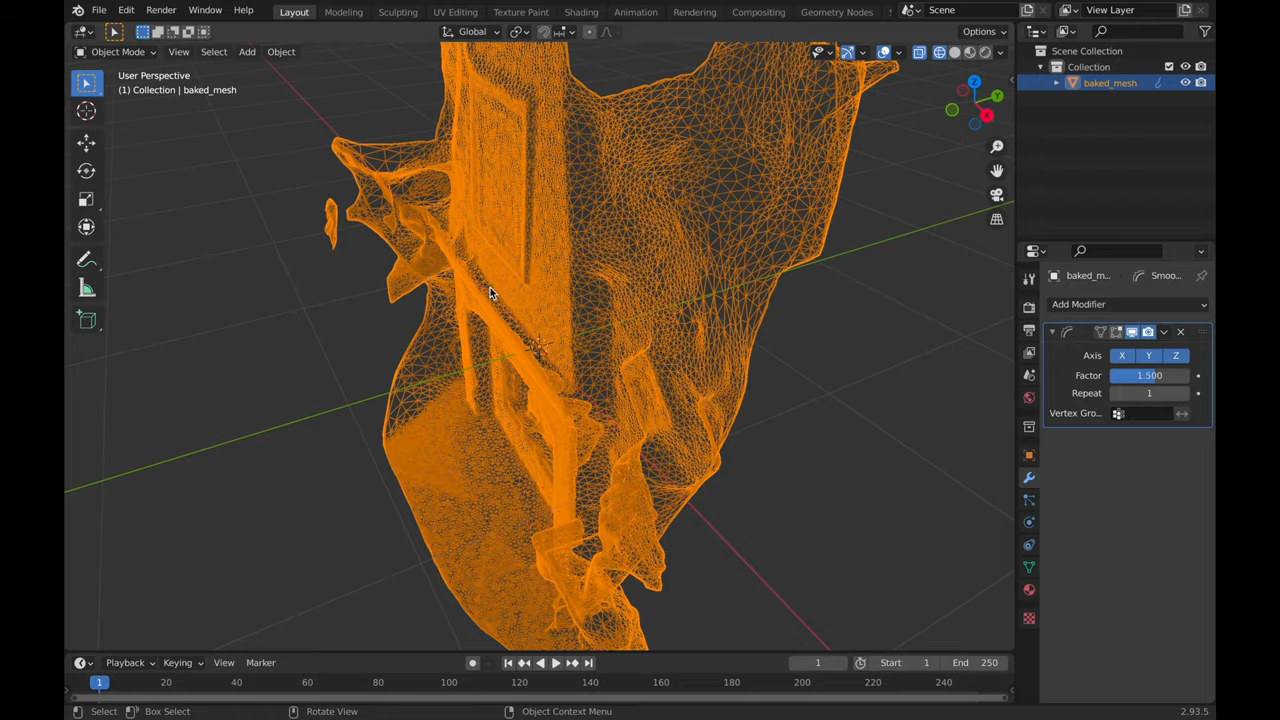 File Edit Render Window Help
Layout Modeling Sculpting UV Editing Texture Paint Shading Animation Rendering Compositing Geometry Nodes
Scene
View Layer
Global
Options
Object Mode View Select Add Object
User Perspective
(1) Collection | baked_mesh
Z
Y
X
Scene Collection
Collection
baked_mesh
baked_m... Smoo...
Add Modifier
Axis X Y Z
Factor 1.500
Repeat 1
Vertex Gro...
Playback Keying View Marker
1 Start 1 End 250
1 20 40 60 80 100 120 140 160 180 200 220 240
Select Box Select Rotate View Object Context Menu 2.93.5